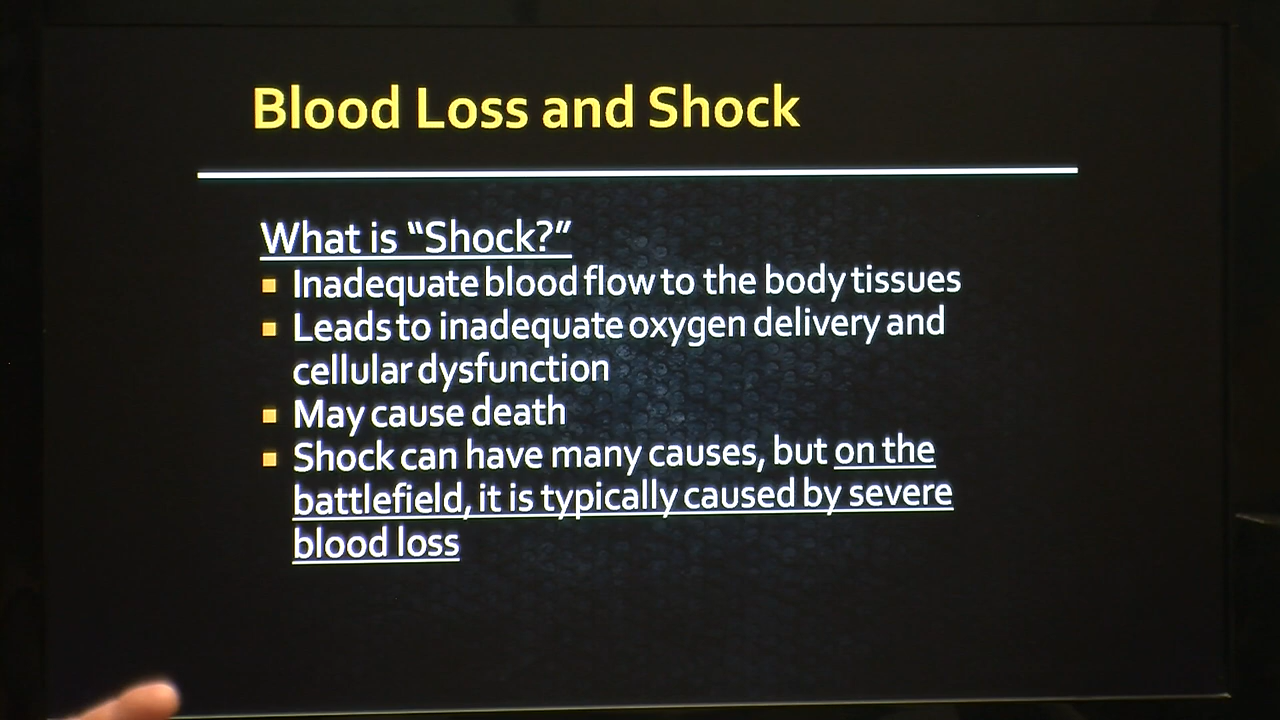 Blood Loss and Shock
What is “Shock?”
Inadequate blood flow to the body tissues
Leads to inadequate oxygen delivery and
cellular dysfunction
May cause death
Shock can have many causes, but on the
battlefield, it is typically caused by severe
blood loss